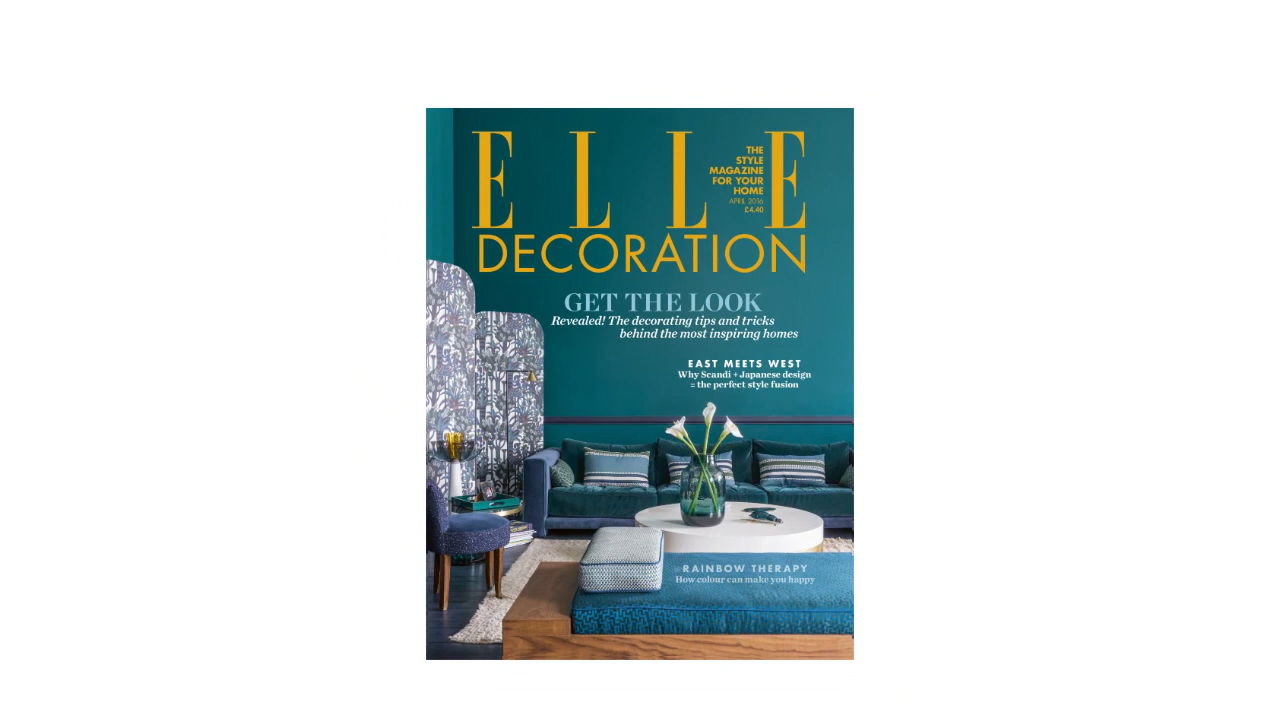 ELLE
THE
STYLE
MAGAZINE
FOR YOUR
HOME
APRIL 2016
£4.40
DECORATION
GET THE LOOK
Revealed! The decorating tips and tricks
behind the most inspiring homes
EAST MEETS WEST
Why Scandi + Japanese design
= the perfect style fusion
RAINBOW THERAPY
How colour can make you happy